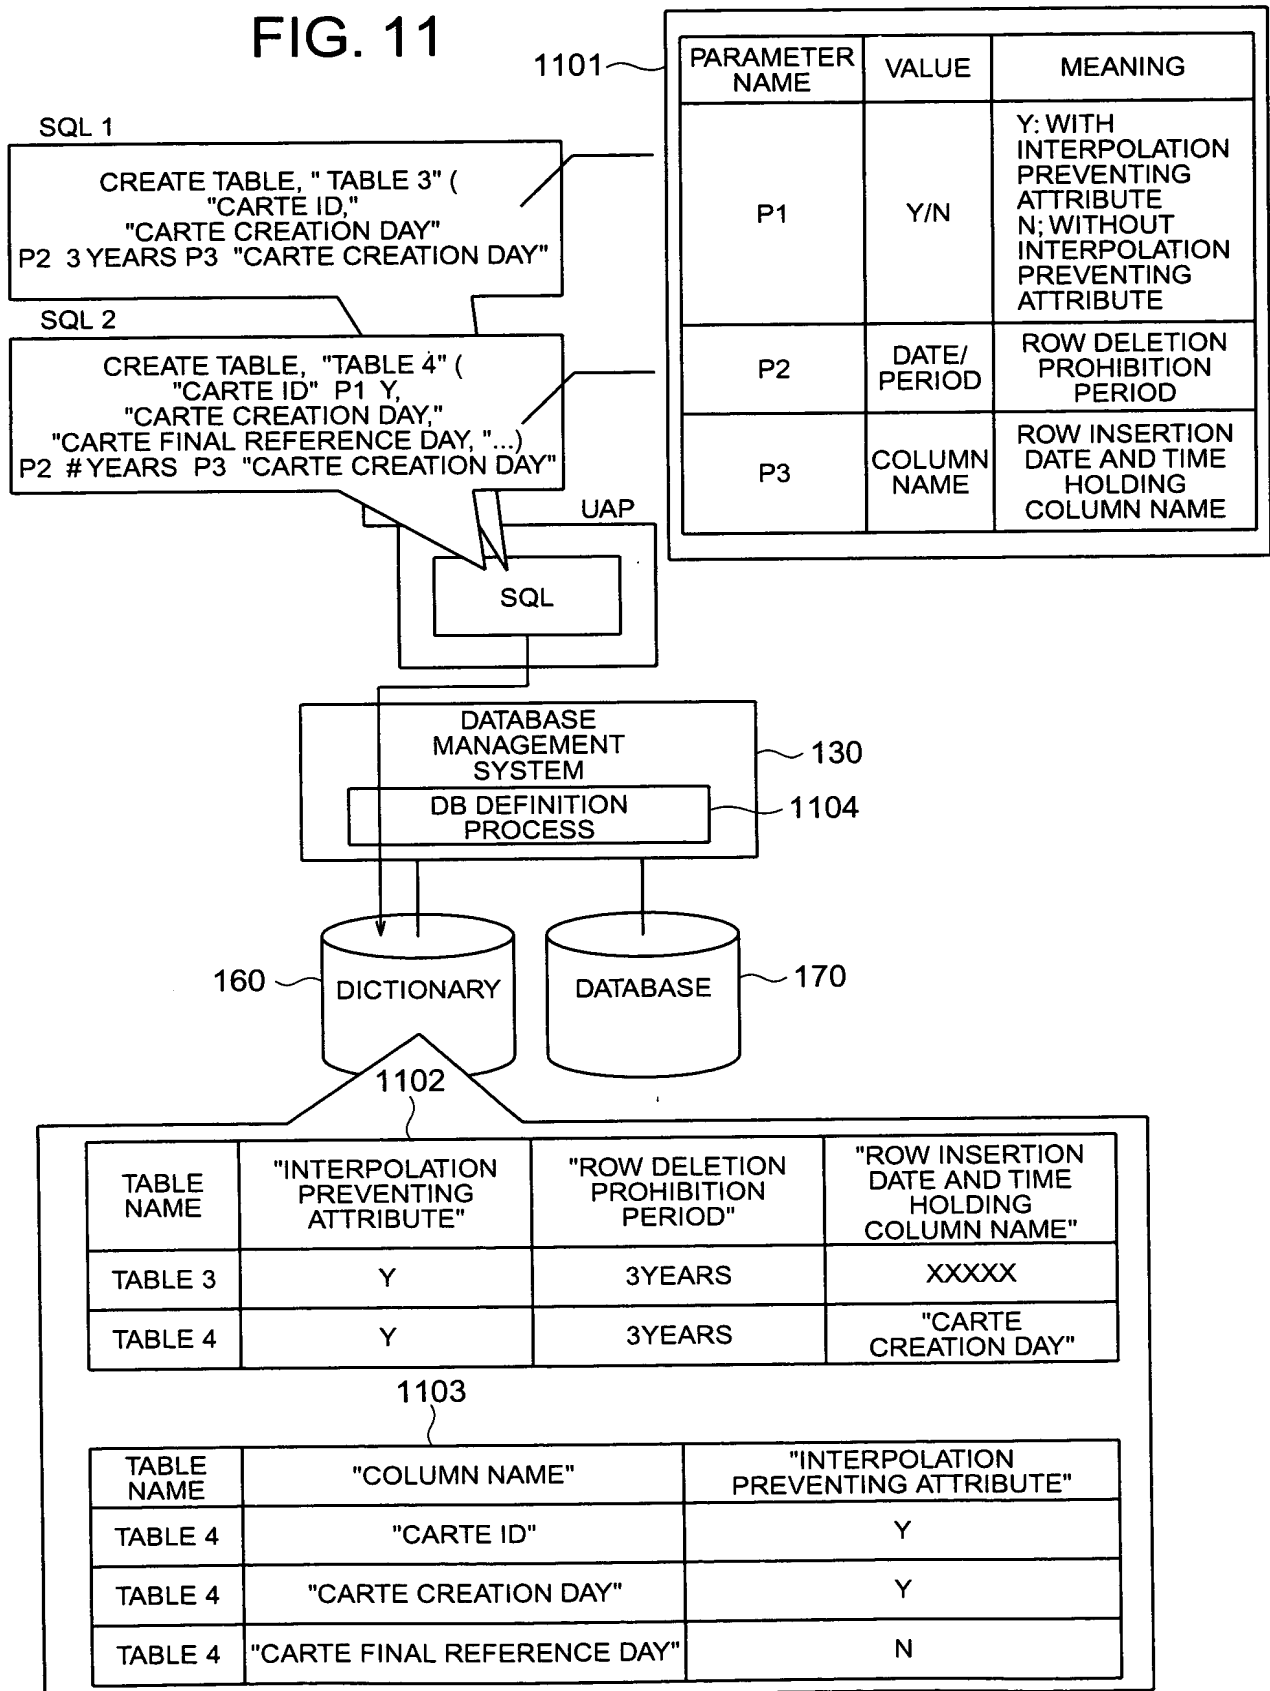 FIG. 11
1101
PARAMETER NAME
VALUE
MEANING
P1
Y/N
Y: WITH
INTERPOLATION
PREVENTING
ATTRIBUTE
N; WITHOUT
INTERPOLATION
PREVENTING
ATTRIBUTE
P2
DATE/
PERIOD
ROW DELETION
PROHIBITION
PERIOD
P3
COLUMN
NAME
ROW INSERTION
DATE AND TIME
HOLDING
COLUMN NAME
SQL 1
CREATE TABLE, " TABLE 3" (
"CARTE ID,"
"CARTE CREATION DAY"
P2 3 YEARS P3 "CARTE CREATION DAY"
SQL 2
CREATE TABLE, "TABLE 4" (
"CARTE ID" P1 Y,
"CARTE CREATION DAY,"
"CARTE FINAL REFERENCE DAY, "...)
P2 # YEARS P3 "CARTE CREATION DAY"
UAP
SQL
DATABASE
MANAGEMENT
SYSTEM
130
DB DEFINITION
PROCESS
1104
160
DICTIONARY
DATABASE
170
1102
TABLE
NAME
"INTERPOLATION
PREVENTING
ATTRIBUTE"
"ROW DELETION
PROHIBITION
PERIOD"
"ROW INSERTION
DATE AND TIME
HOLDING
COLUMN NAME"
TABLE 3
Y
3YEARS
XXXXX
TABLE 4
Y
3YEARS
"CARTE
CREATION DAY"
1103
TABLE
NAME
"COLUMN NAME"
"INTERPOLATION
PREVENTING ATTRIBUTE"
TABLE 4
"CARTE ID"
Y
TABLE 4
"CARTE CREATION DAY"
Y
TABLE 4
"CARTE FINAL REFERENCE DAY"
N